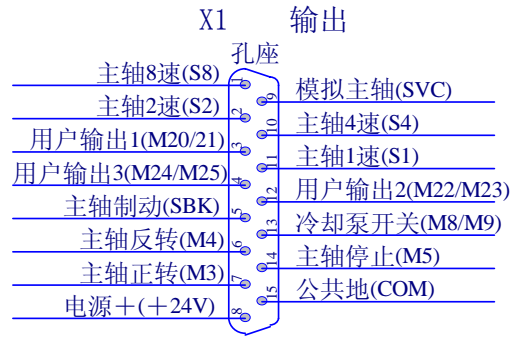 X1 输出
孔座
主轴8速(S8)
1
9
模拟主轴(SVC)
主轴2速(S2)
2
10
主轴4速(S4)
用户输出1(M20/21)
3
11
主轴1速(S1)
用户输出3(M24/M25)
4
12
用户输出2(M22/M23)
主轴制动(SBK)
5
13
冷却泵开关(M8/M9)
主轴反转(M4)
6
14
主轴停止(M5)
主轴正转(M3)
7
15
公共地(COM)
电源＋(＋24V)
8